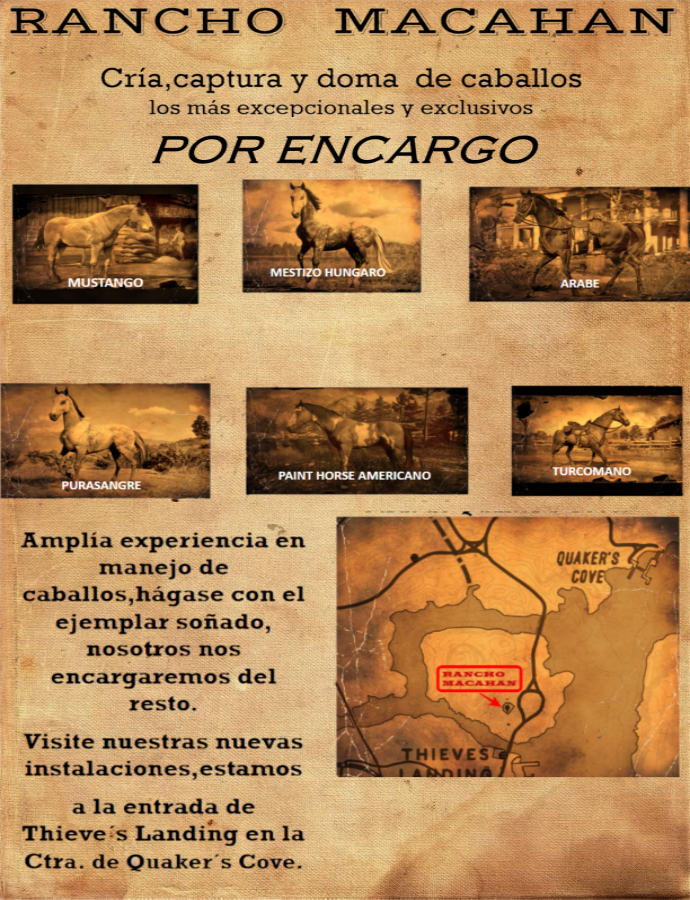 RANCHO MACAHAN
Cría,captura y doma de caballos
los más excepcionales y exclusivos
POR ENCARGO
MUSTANGO
MESTIZO HUNGARO
ARABE
PURASANGRE
PAINT HORSE AMERICANO
TURCOMANO
Amplía experiencia en
manejo de
caballos,hágase con el
ejemplar soñado,
nosotros nos
encargaremos del
resto.
Visite nuestras nuevas
instalaciones,estamos
a la entrada de
Thieve´s Landing en la
Ctra. de Quaker´s Cove.
QUAKER'S
COVE
RANCHO
MACAHAN
THIEVES
LANDING